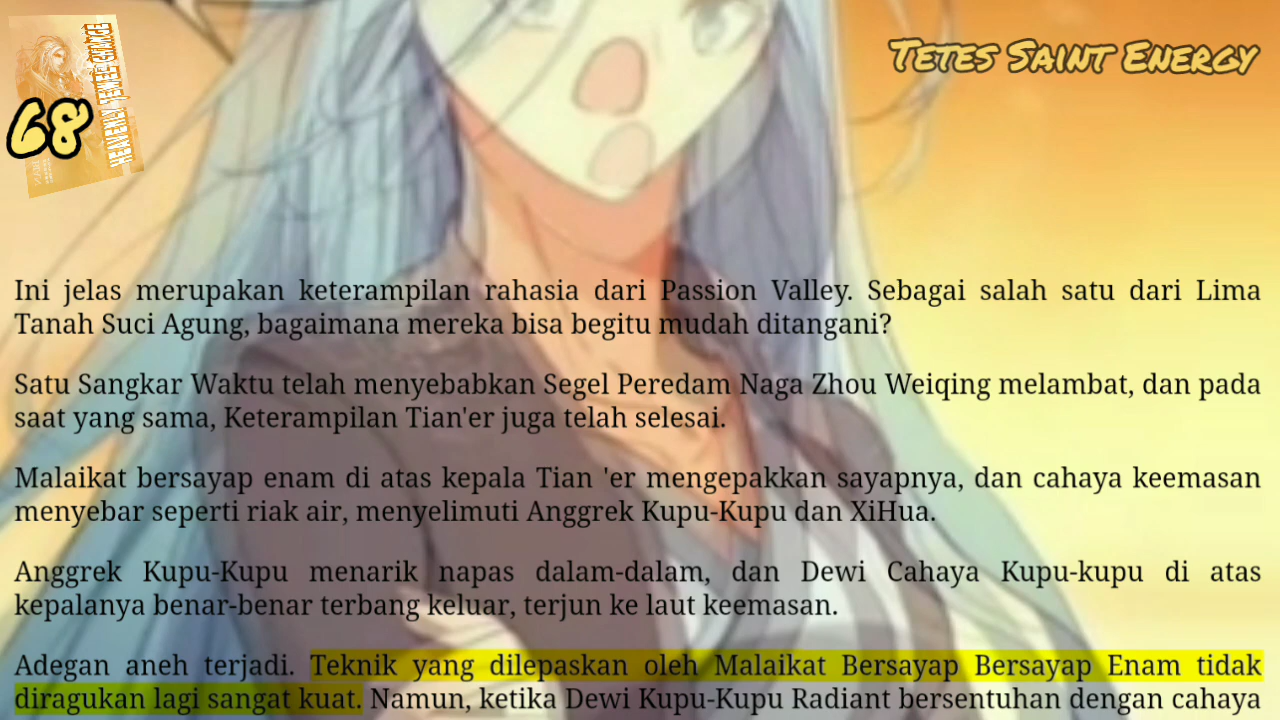 HEAVENLY JEWEL CHANGE
68
Tetes Saint Energy
Ini jelas merupakan keterampilan rahasia dari Passion Valley. Sebagai salah satu dari Lima
Tanah Suci Agung, bagaimana mereka bisa begitu mudah ditangani?
Satu Sangkar Waktu telah menyebabkan Segel Peredam Naga Zhou Weiqing melambat, dan pada
saat yang sama, Keterampilan Tian'er juga telah selesai.
Malaikat bersayap enam di atas kepala Tian 'er mengepakkan sayapnya, dan cahaya keemasan
menyebar seperti riak air, menyelimuti Anggrek Kupu-Kupu dan XiHua.
Anggrek Kupu-Kupu menarik napas dalam-dalam, dan Dewi Cahaya Kupu-kupu di atas
kepalanya benar-benar terbang keluar, terjun ke laut keemasan.
Adegan aneh terjadi. Teknik yang dilepaskan oleh Malaikat Bersayap Bersayap Enam tidak
diragukan lagi sangat kuat. Namun, ketika Dewi Kupu-Kupu Radiant bersentuhan dengan cahaya